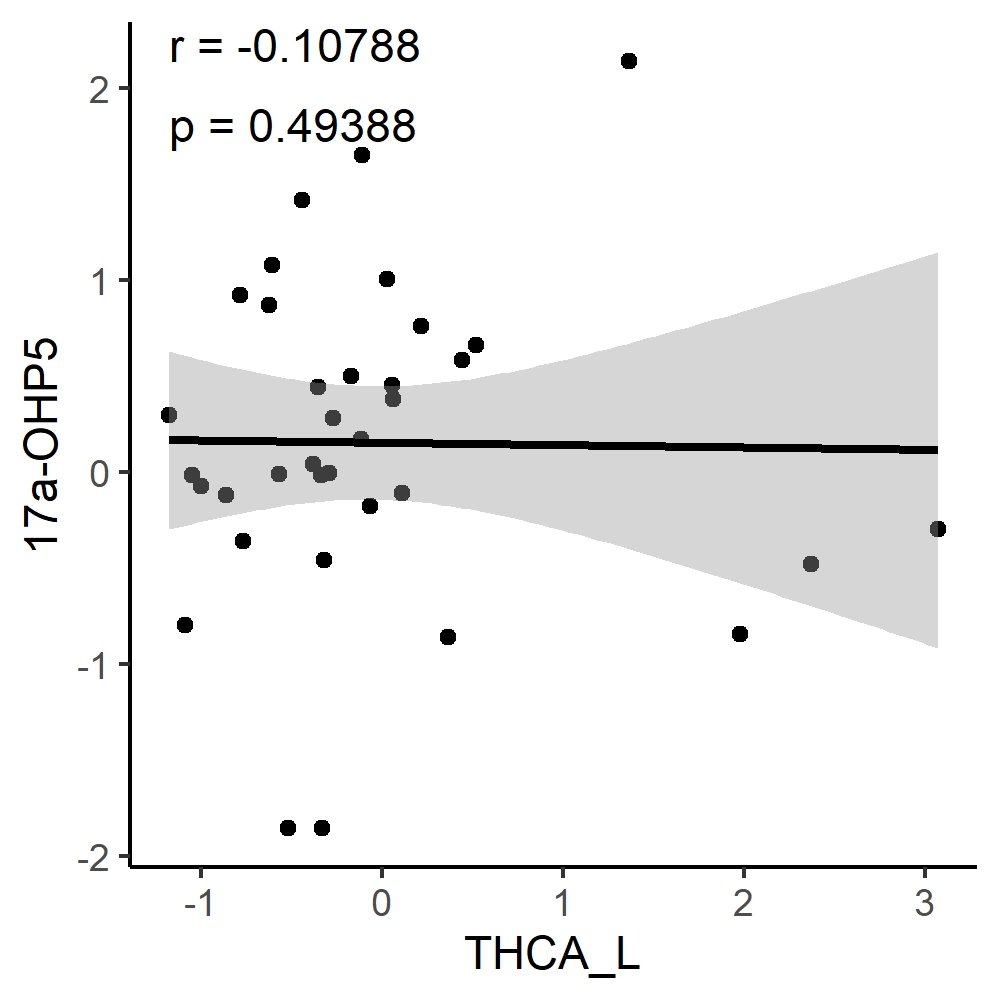 r = -0.10788
p = 0.49388
2
1
0
-1
-2
17a-OHP5
-1 0 1 2 3
THCA_L